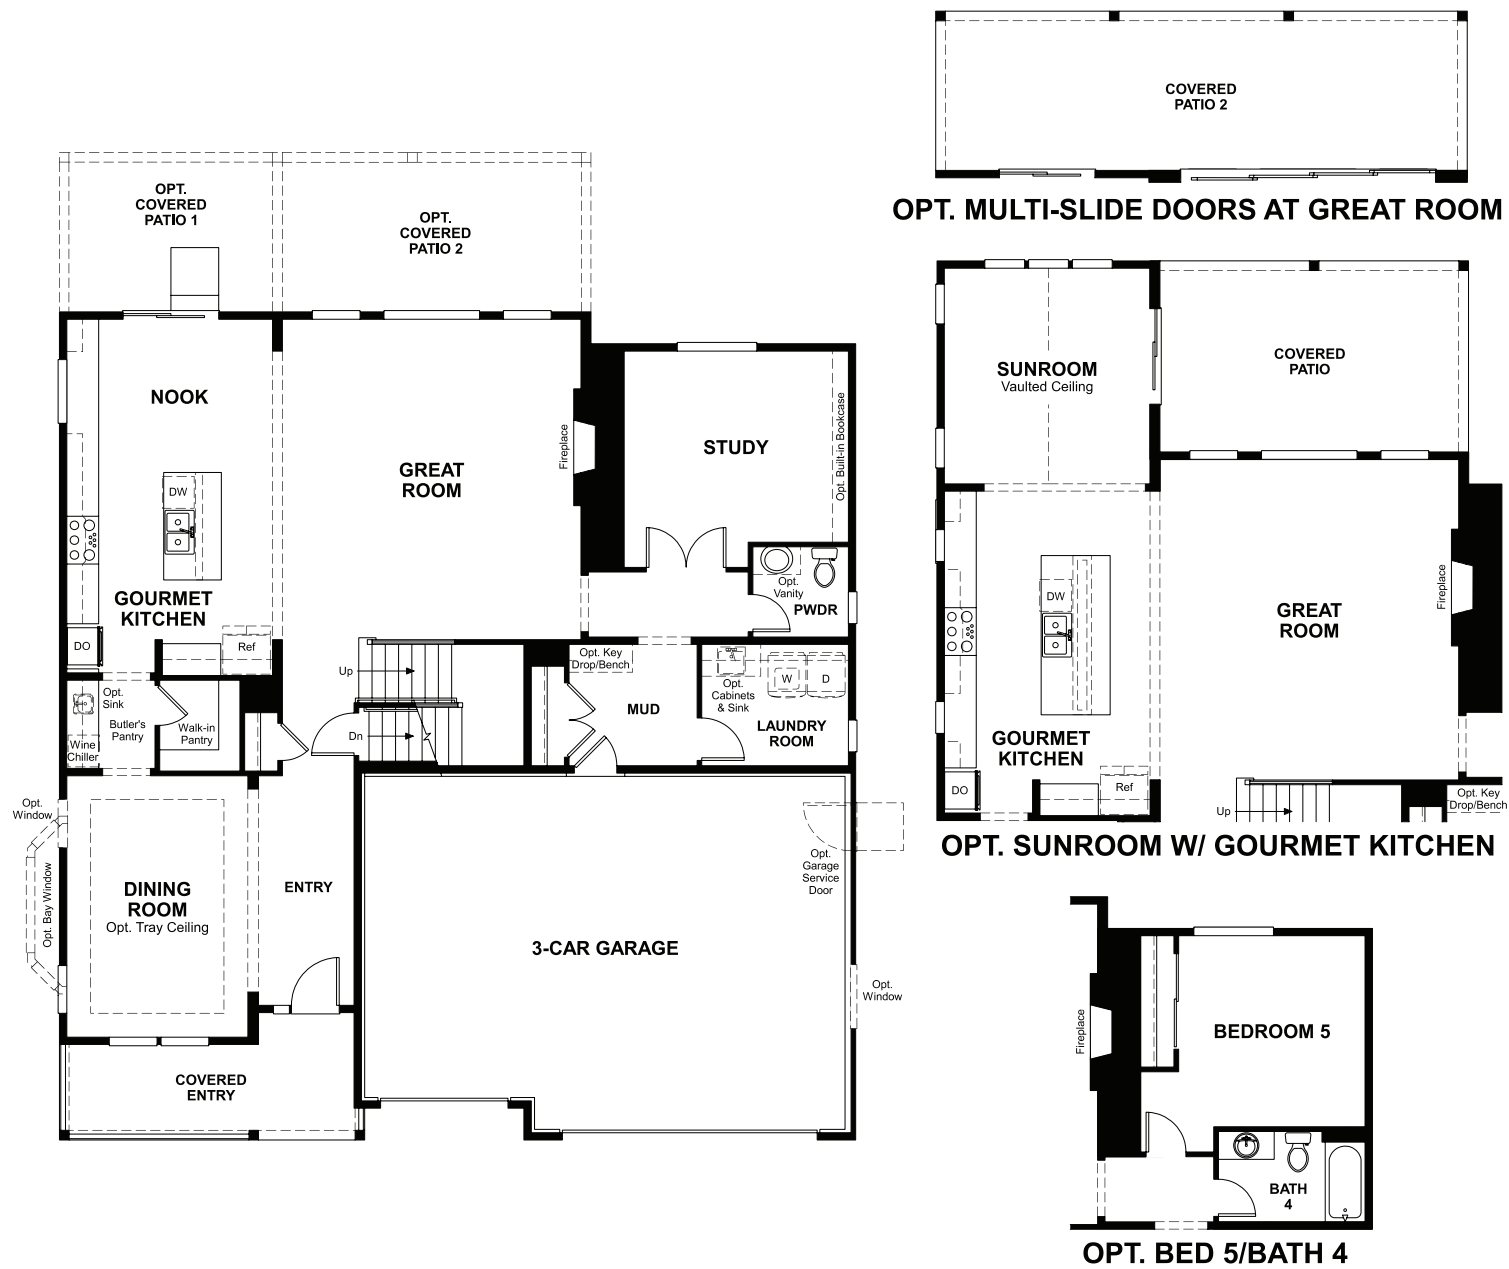 OPT.
COVERED
PATIO 1
OPT.
COVERED
PATIO 2
NOOK
GREAT
ROOM
Fireplace
STUDY
Opt. Built-in Bookcase
DW
GOURMET
KITCHEN
DO
Ref
Opt.
Vanity
PWDR
Up
Opt. Key
Drop/Bench
Opt.
Sink
Butler's
Pantry
Walk-in
Pantry
Wine
Chiller
Dn
MUD
Opt.
Cabinets
& Sink
W
D
LAUNDRY
ROOM
Opt.
Window
Opt. Bay Window
DINING
ROOM
Opt. Tray Ceiling
ENTRY
3-CAR GARAGE
Opt.
Garage
Service
Door
Opt.
Window
COVERED
ENTRY
COVERED
PATIO 2
OPT. MULTI-SLIDE DOORS AT GREAT ROOM
SUNROOM
Vaulted Ceiling
COVERED
PATIO
DW
GREAT
ROOM
Fireplace
GOURMET
KITCHEN
DO
Ref
Up
Opt. Key
Drop/Bench
OPT. SUNROOM W/ GOURMET KITCHEN
Fireplace
BEDROOM 5
BATH
4
OPT. BED 5/BATH 4